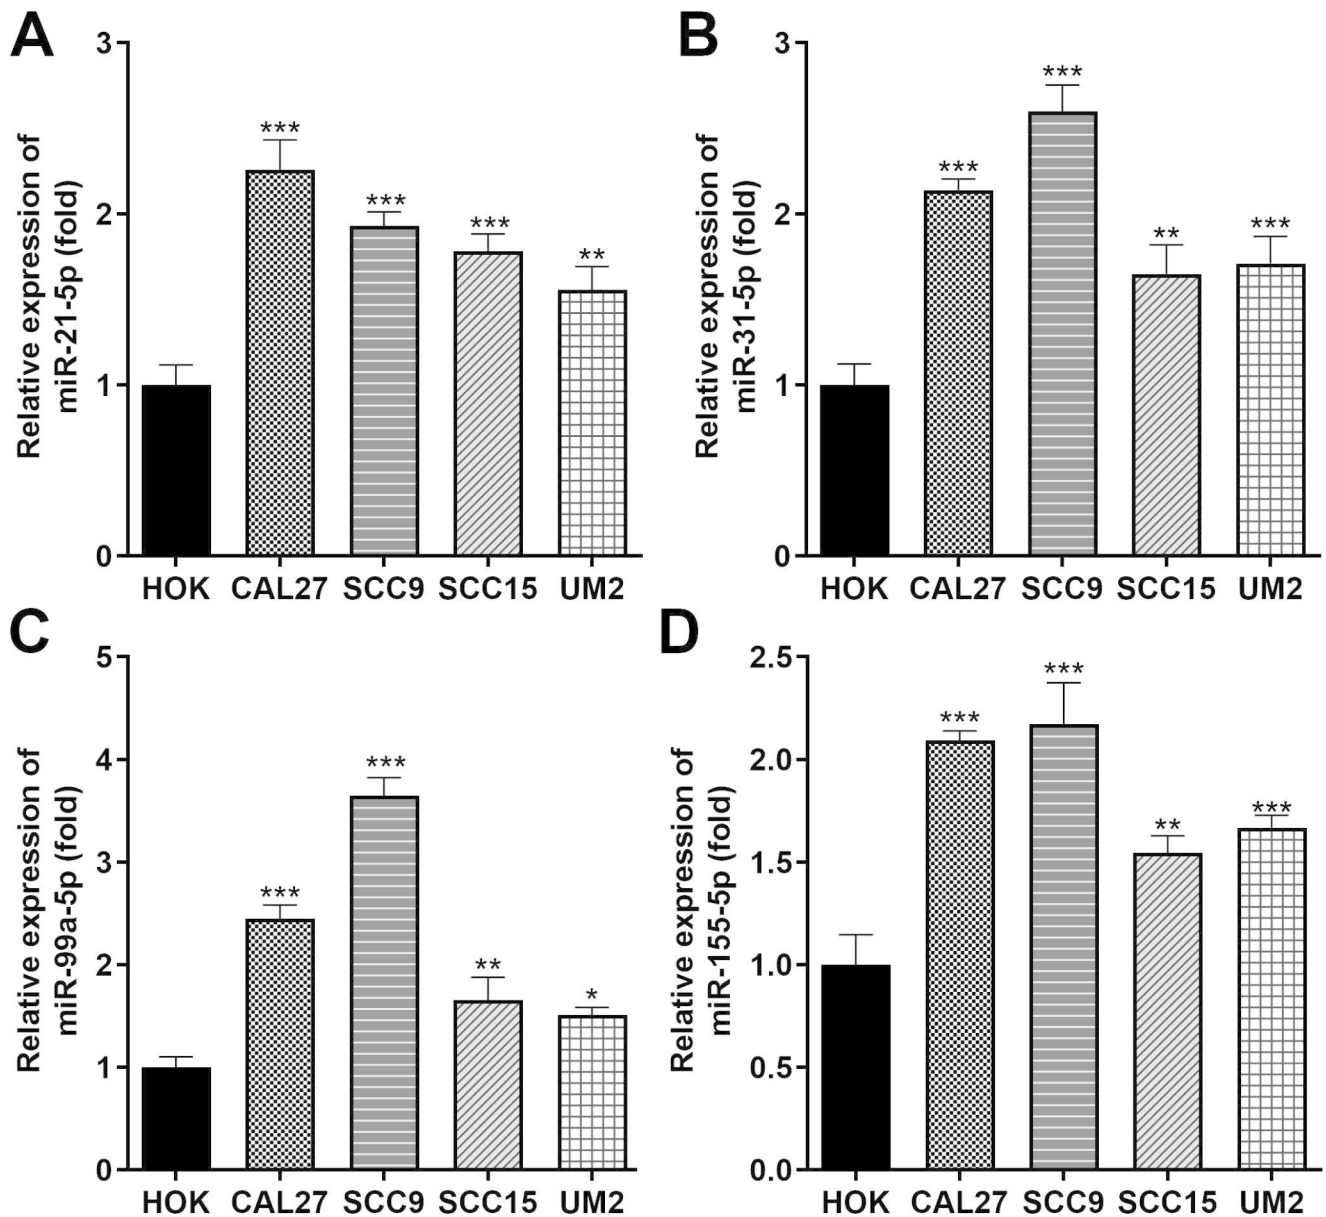 A
Relative expression of
miR-21-5p (fold)
3
2
1
0
***
***
***
**
HOK CAL27 SCC9 SCC15 UM2
B
Relative expression of
miR-31-5p (fold)
3
2
1
0
***
***
**
***
HOK CAL27 SCC9 SCC15 UM2
C
Relative expression of
miR-99a-5p (fold)
5
4
3
2
1
0
***
***
**
*
HOK CAL27 SCC9 SCC15 UM2
D
Relative expression of
miR-155-5p (fold)
2.5
2.0
1.5
1.0
0.5
0.0
***
***
**
***
HOK CAL27 SCC9 SCC15 UM2